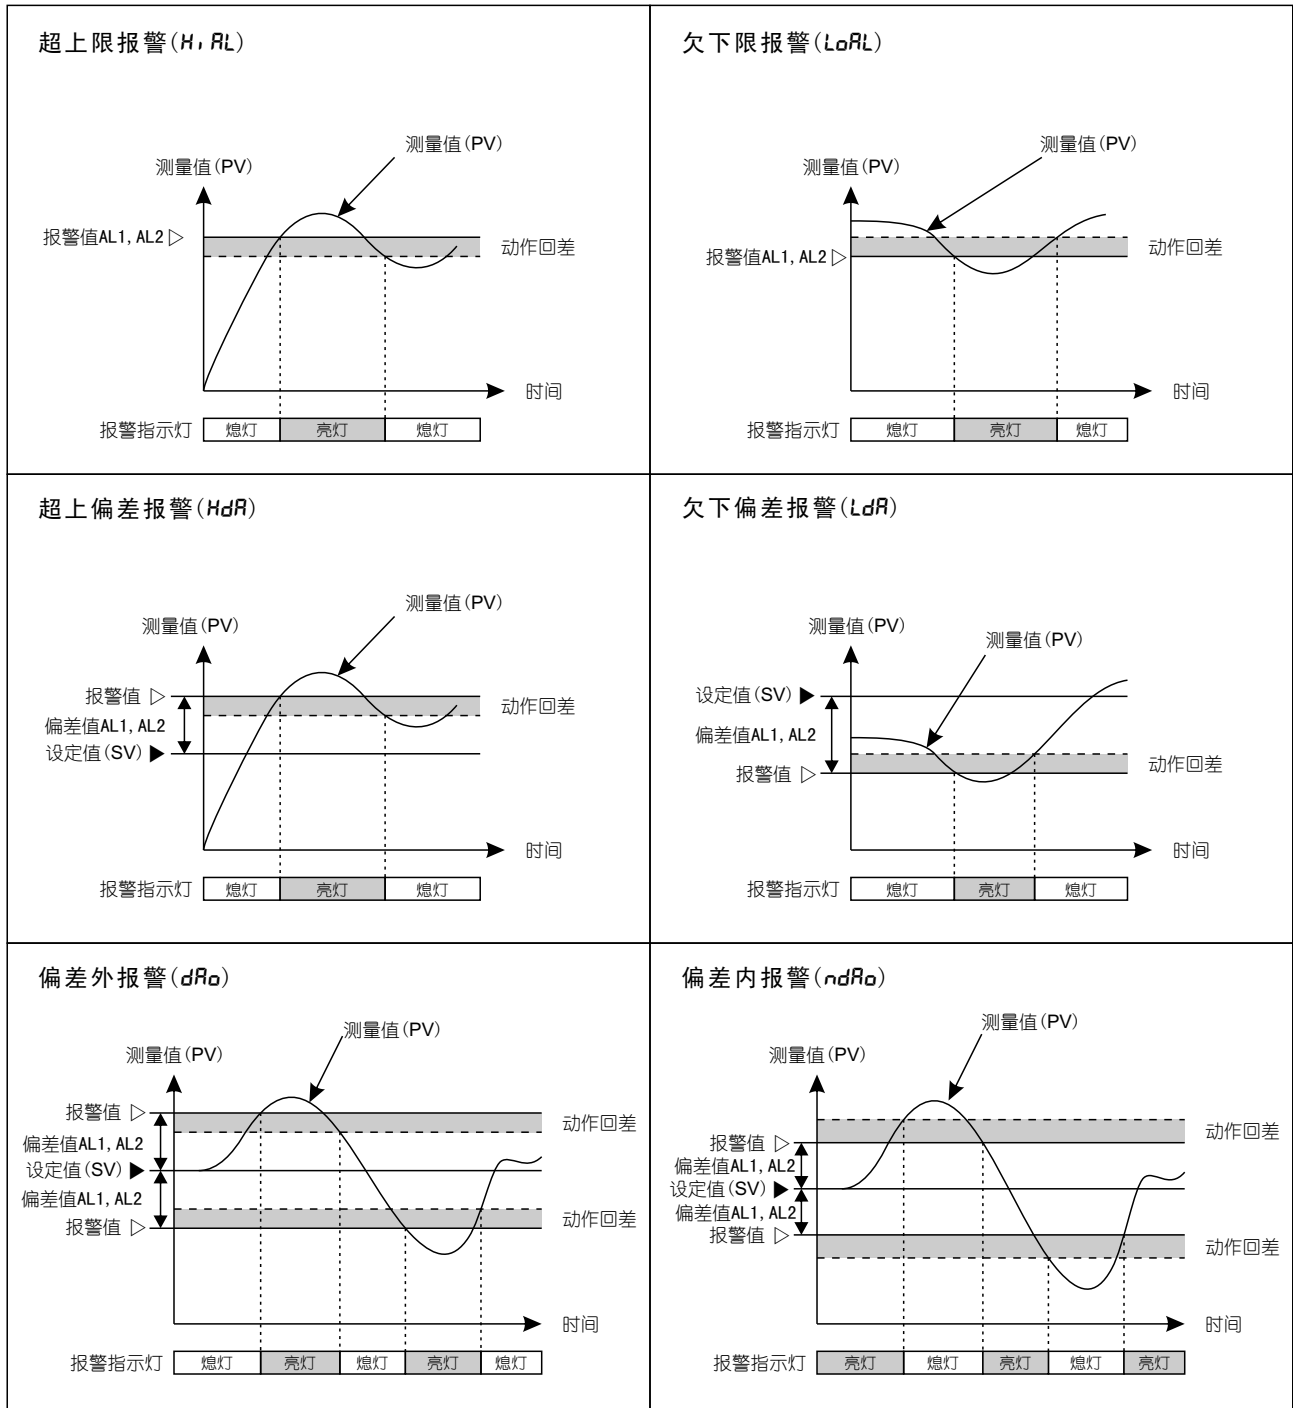 超上限报警(HiAL)
测量值(PV)
测量值(PV)
报警值AL1, AL2 ▷
动作回差
时间
报警指示灯 熄灯 亮灯 熄灯
欠下限报警(LoAL)
测量值(PV)
测量值(PV)
报警值AL1, AL2 ▷
动作回差
时间
报警指示灯 熄灯 亮灯 熄灯
超上偏差报警(HdA)
测量值(PV)
测量值(PV)
报警值 ▷
偏差值AL1, AL2
设定值(SV) ▶
动作回差
时间
报警指示灯 熄灯 亮灯 熄灯
欠下偏差报警(LdA)
测量值(PV)
测量值(PV)
设定值(SV) ▶
偏差值AL1, AL2
报警值 ▷
动作回差
时间
报警指示灯 熄灯 亮灯 熄灯
偏差外报警(dAo)
测量值(PV)
测量值(PV)
报警值 ▷
动作回差
偏差值AL1, AL2
设定值(SV) ▶
偏差值AL1, AL2
报警值 ▷
动作回差
时间
报警指示灯 熄灯 亮灯 熄灯 亮灯 熄灯
偏差内报警(ndAo)
测量值(PV)
测量值(PV)
动作回差
报警值 ▷
偏差值AL1, AL2
设定值(SV) ▶
偏差值AL1, AL2
报警值 ▷
动作回差
时间
报警指示灯 亮灯 熄灯 亮灯 熄灯 亮灯